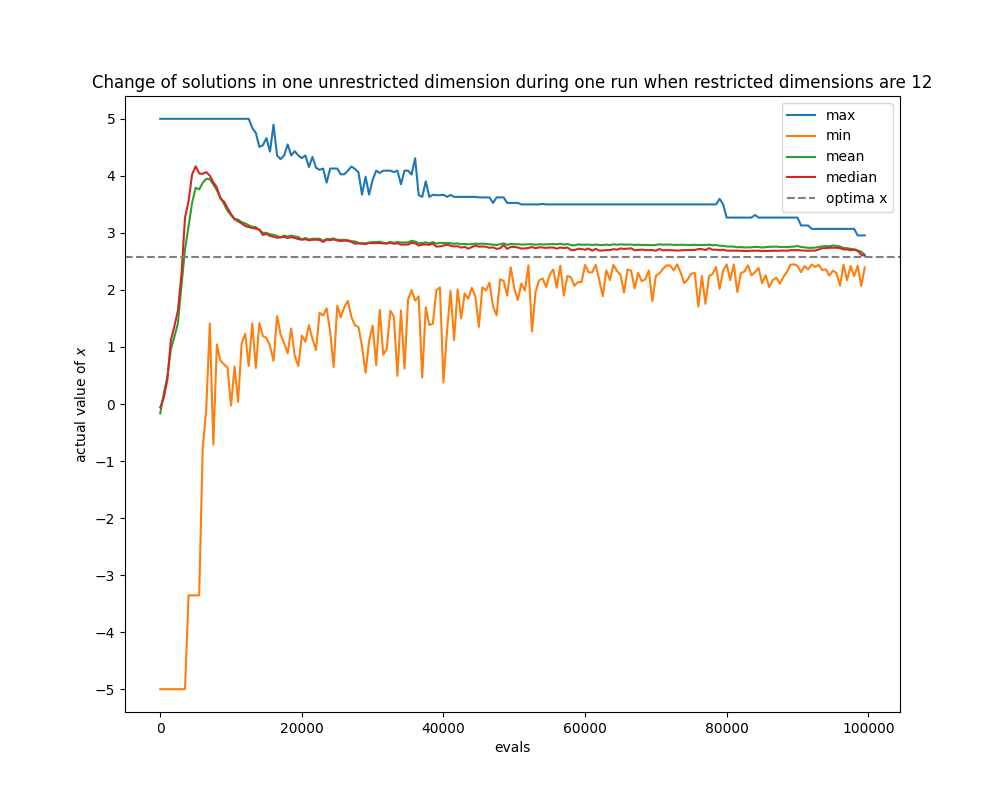 Change of solutions in one unrestricted dimension during one run when restricted dimensions are 12
max
min
mean
median
optima x
actual value of x
5
4
3
2
1
0
−1
−2
−3
−4
−5
0
20000
40000
60000
80000
100000
evals